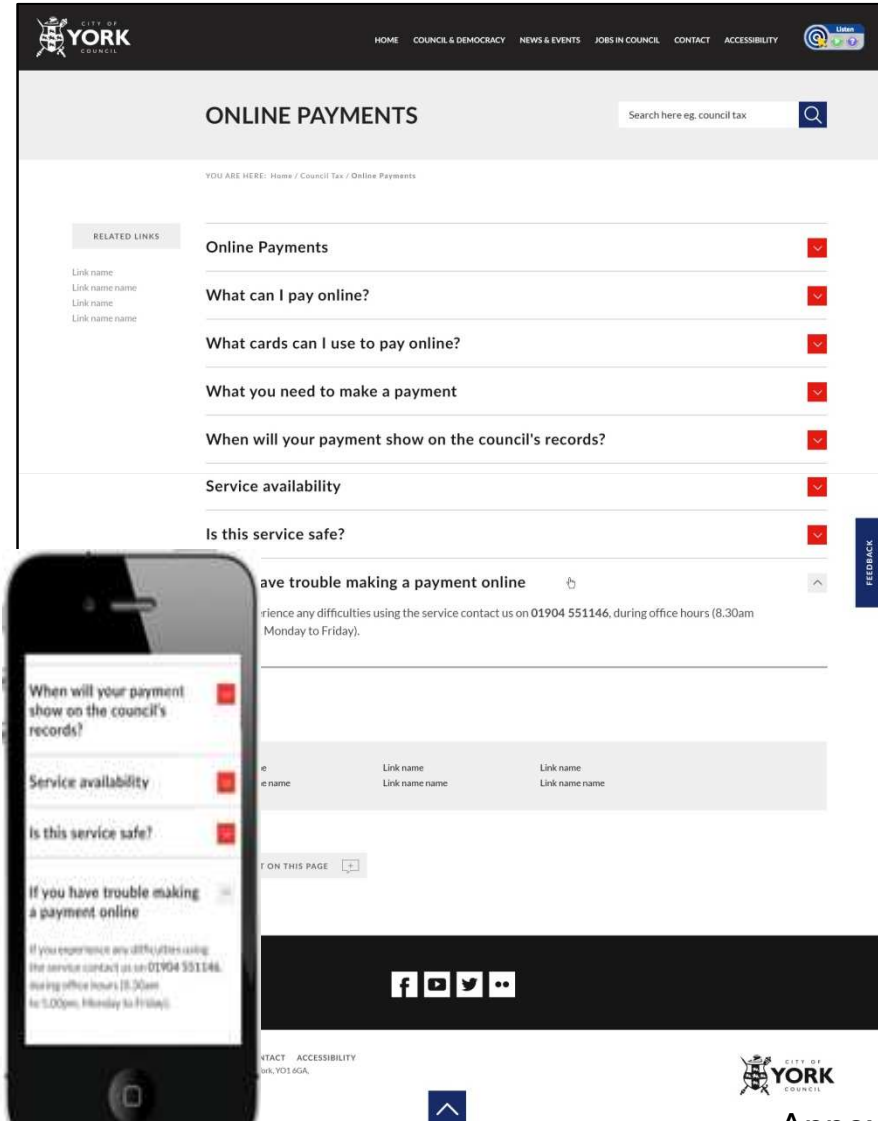 CITY OF
YORK
COUNCIL
HOME COUNCIL & DEMOCRACY NEWS & EVENTS JOBS IN COUNCIL CONTACT ACCESSIBILITY
Listen
ONLINE PAYMENTS
Search here eg. council tax
YOU ARE HERE: Home / Council Tax / Online Payments
RELATED LINKS
Link name
Link name name
Link name
Link name name
Online Payments
What can I pay online?
What cards can I use to pay online?
What you need to make a payment
When will your payment show on the council's records?
Service availability
Is this service safe?
ave trouble making a payment online
rience any difficulties using the service contact us on 01904 551146, during office hours (8.30am
Monday to Friday).
FEEDBACK
When will your payment
show on the council's
records?
Service availability
Is this service safe?
If you have trouble making
a payment online
If you experience any difficulties using
the service contact us on 01904 551146,
during office hours (8.30am
to 5.00pm, Monday to Friday).
e Link name Link name
e name Link name name Link name name
T ON THIS PAGE
NTACT ACCESSIBILITY
ork, YO1 6GA,
CITY OF
YORK
COUNCIL